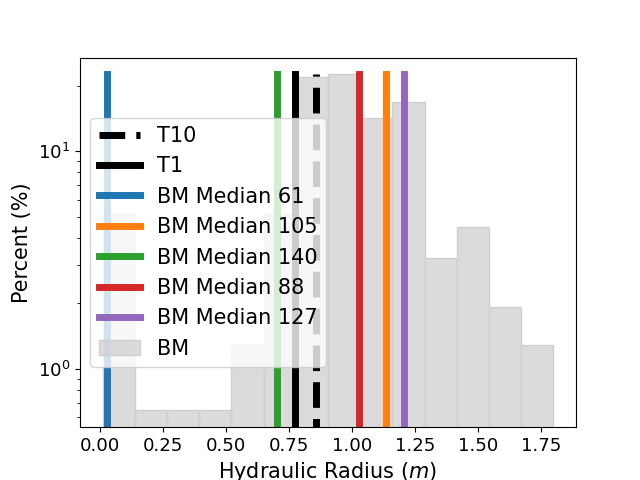 T10
T1
BM Median 61
BM Median 105
BM Median 140
BM Median 88
BM Median 127
BM
Percent (%)
10¹
10⁰
0.00 0.25 0.50 0.75 1.00 1.25 1.50 1.75
Hydraulic Radius (m)